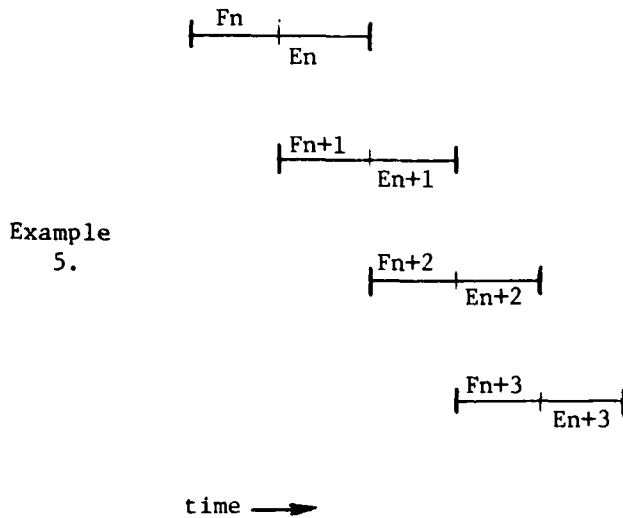 Fn
En
Fn+1
En+1
Example
5.
Fn+2
En+2
Fn+3
En+3
time